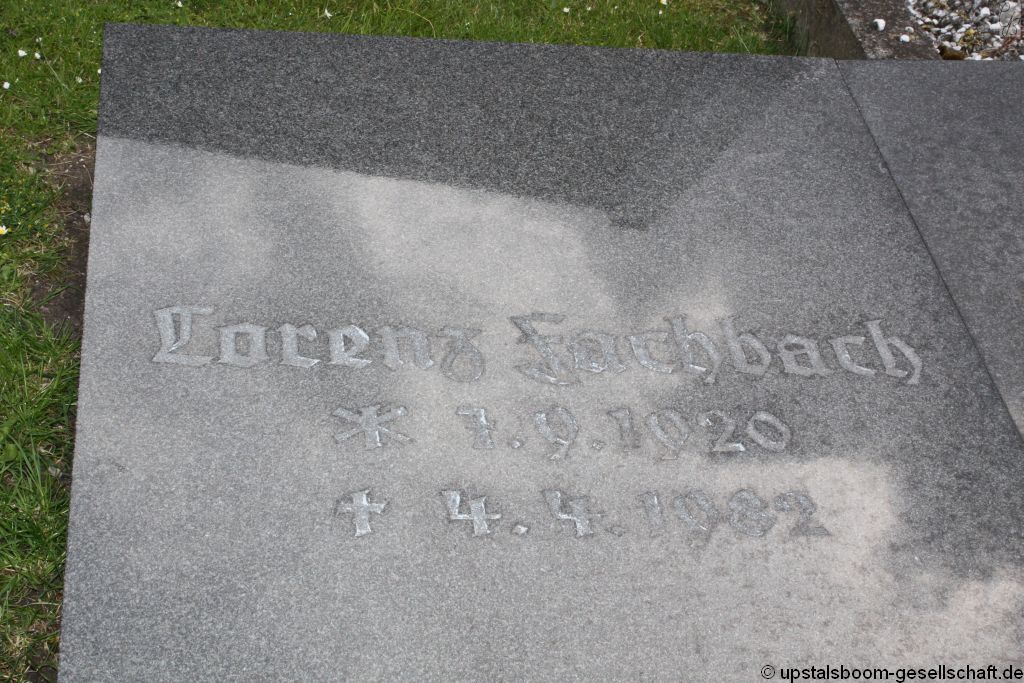 Lorenz Fachbach
* 7.9.1920
† 4.4.1982
© upstalsboom-gesellschaft.de